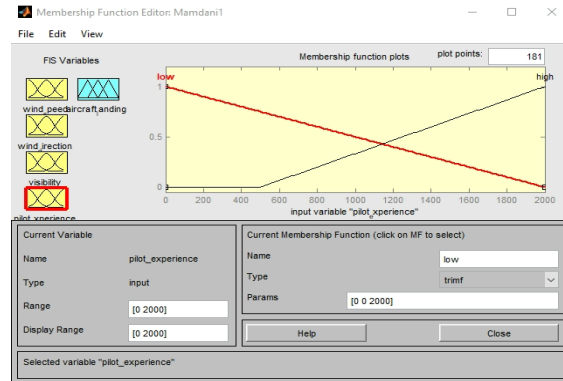 Membership Function Editor: Mamdani1
File Edit View
FIS Variables
Membership function plots plot points: 181
wind_peed aircraft_anding
wind_irection
visibility
pilot_xperience
low
high
1
0.5
0
0 200 400 600 800 1000 1200 1400 1600 1800 2000
input variable "pilot_experience"
Current Variable
Name pilot_experience
Type input
Range [0 2000]
Display Range [0 2000]
Current Membership Function (click on MF to select)
Name low
Type trimf
Params [0 0 2000]
Help Close
Selected variable "pilot_experience"